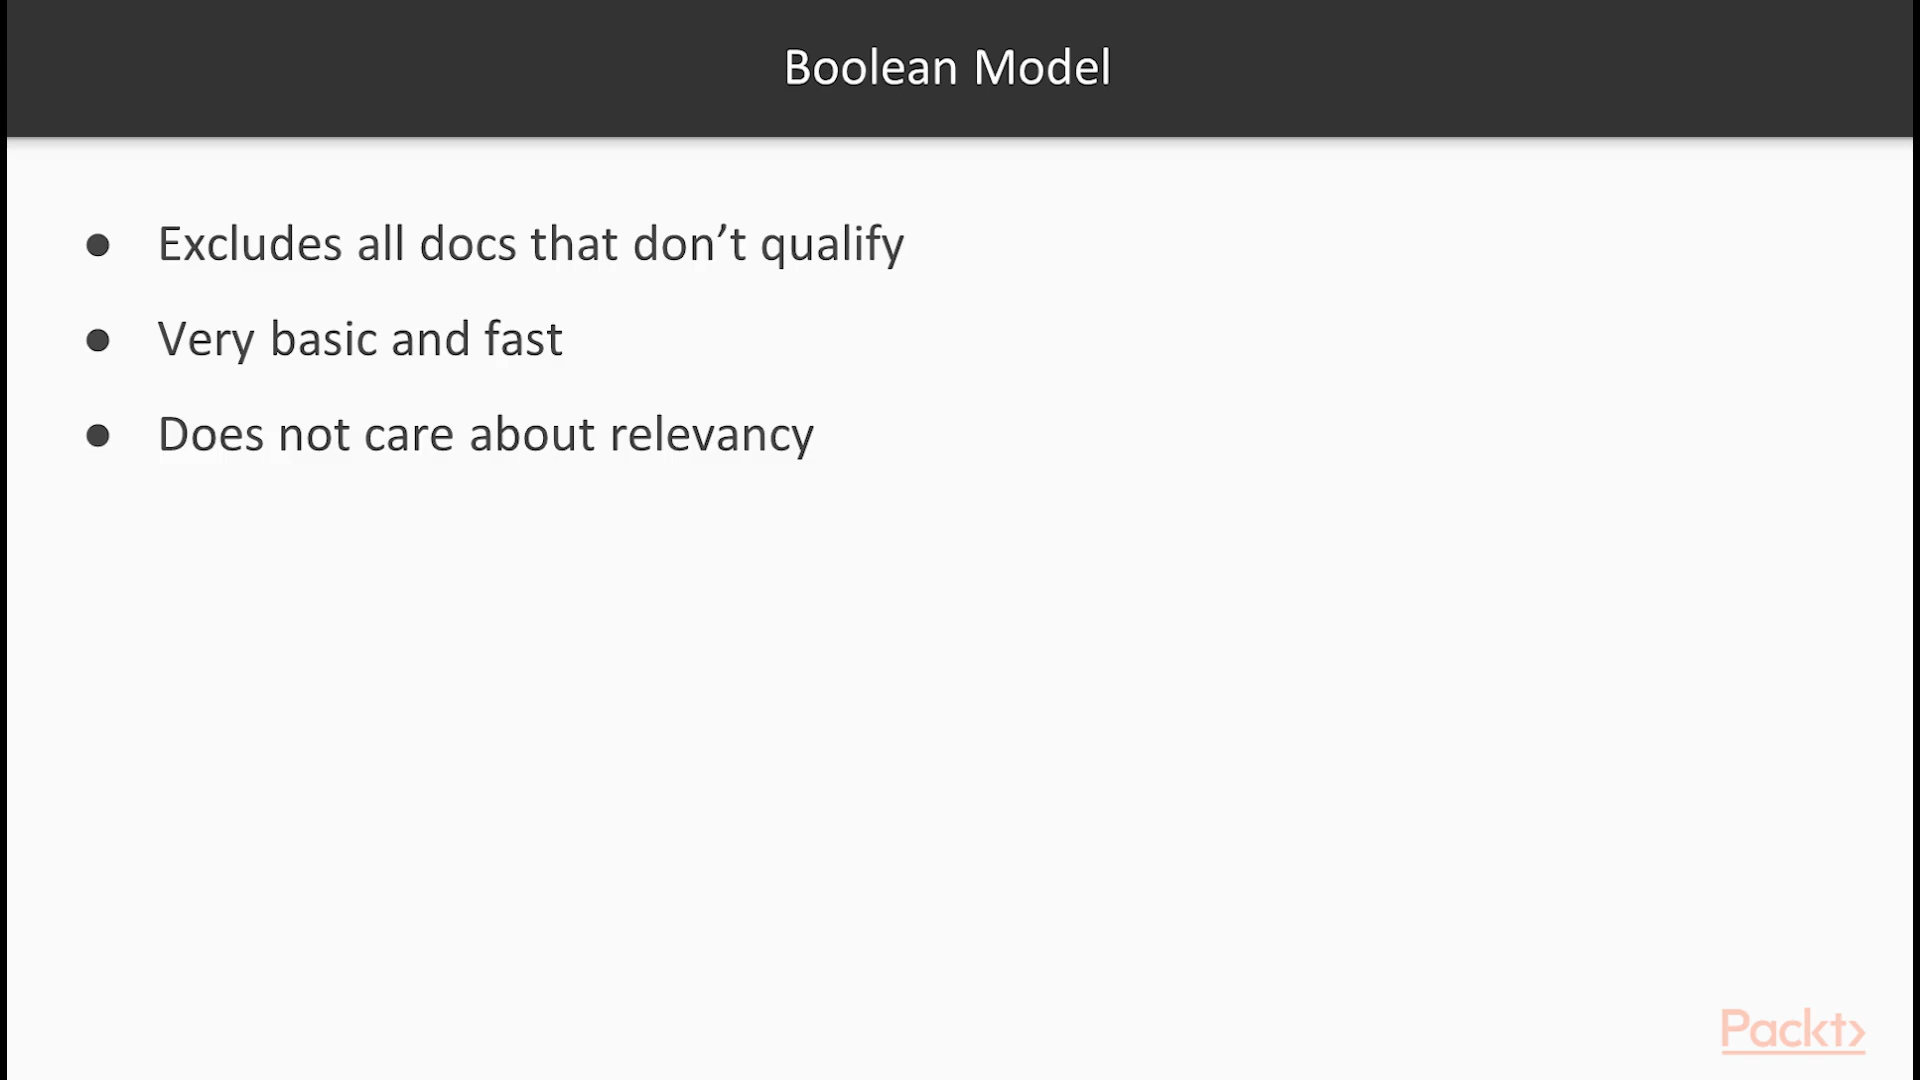 Boolean Model
● Excludes all docs that don’t qualify
● Very basic and fast
● Does not care about relevancy
Packt>